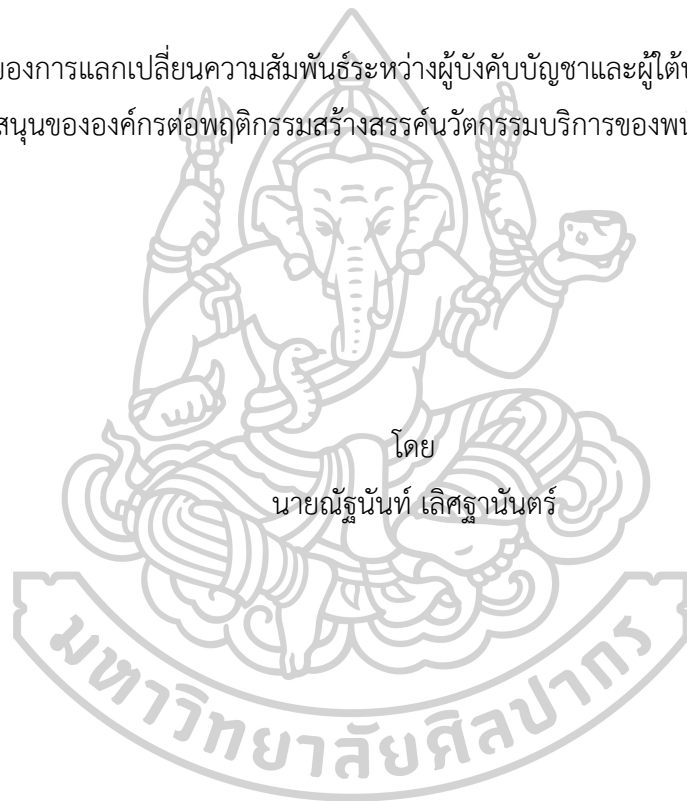 ของการแลกเปลี่ยนความสัมพันธ์ระหว่างผู้บังคับบัญชาและผู้ใต้บ
สนุนขององค์กรต่อพฤติกรรมสร้างสรรค์นวัตกรรมบริการของพน
โดย
นายณัฐนันท์ เลิศฐานันตร์
มหาวิทยาลัยศิลปากร